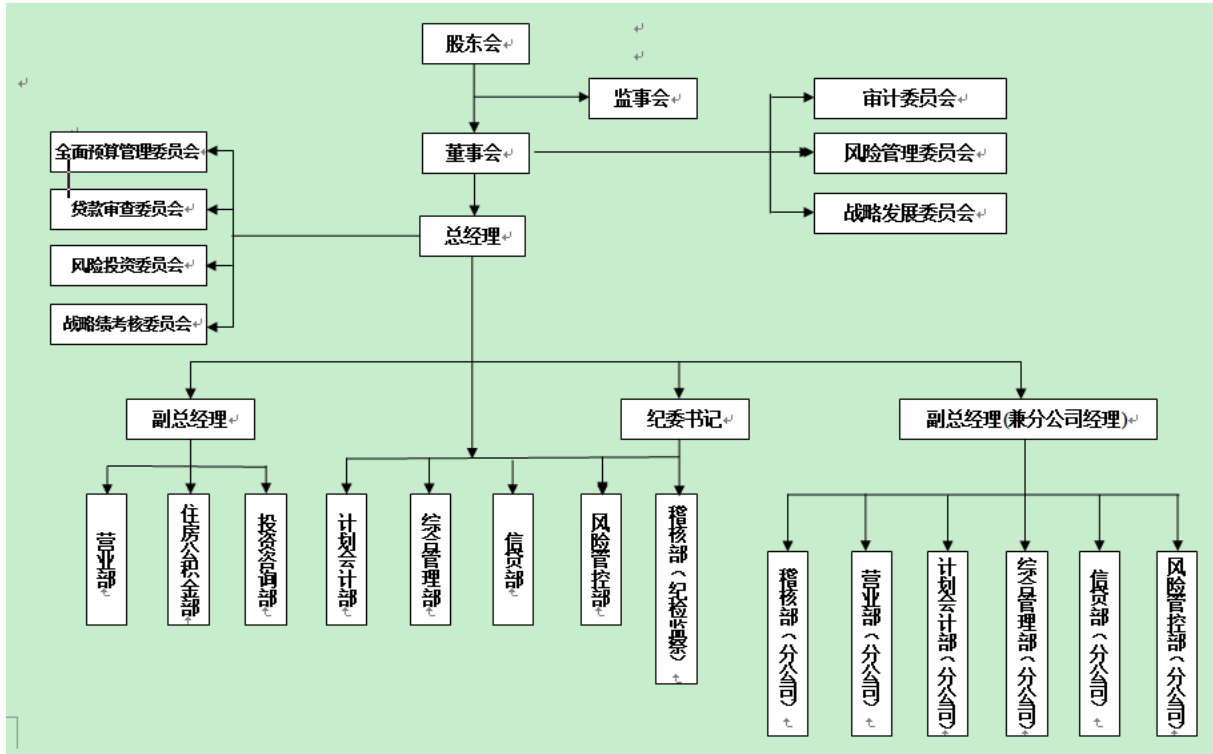 股东会
监事会
审计委员会
全面预算管理委员会
董事会
风险管理委员会
贷款审查委员会
战略发展委员会
总经理
风险投资委员会
战略绩考核委员会
副总经理
纪委书记
副总经理(兼分公司经理)
营业部
住房公积金部
投资咨询部
计划会计部
综合管理部
信贷部
风险管控部
稽核部（纪检监察）
稽核部（分公司）
营业部（分公司）
计划会计部（分公司）
综合管理部（分公司）
信贷部（分公司）
风险管控部（分公司）